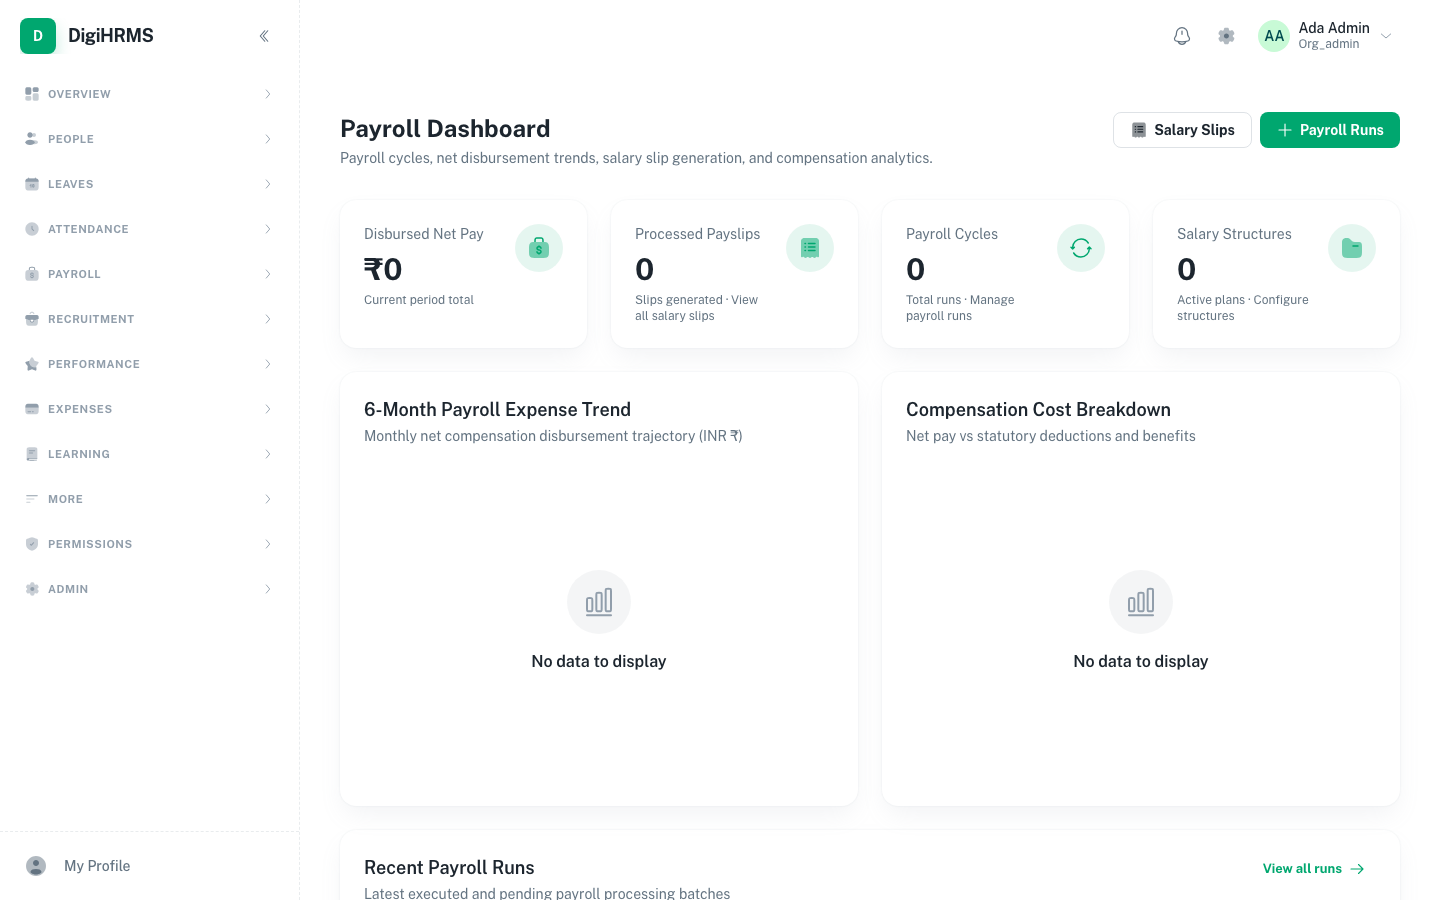 D
DigiHRMS
OVERVIEW
PEOPLE
LEAVES
ATTENDANCE
PAYROLL
RECRUITMENT
PERFORMANCE
EXPENSES
LEARNING
MORE
PERMISSIONS
ADMIN
My Profile
AA
Ada Admin
Org_admin
Payroll Dashboard
Payroll cycles, net disbursement trends, salary slip generation, and compensation analytics.
Salary Slips
Payroll Runs
Disbursed Net Pay
₹0
Current period total
Processed Payslips
0
Slips generated · View
all salary slips
Payroll Cycles
0
Total runs · Manage
payroll runs
Salary Structures
0
Active plans · Configure
structures
6-Month Payroll Expense Trend
Monthly net compensation disbursement trajectory (INR ₹)
No data to display
Compensation Cost Breakdown
Net pay vs statutory deductions and benefits
No data to display
Recent Payroll Runs
Latest executed and pending payroll processing batches
View all runs